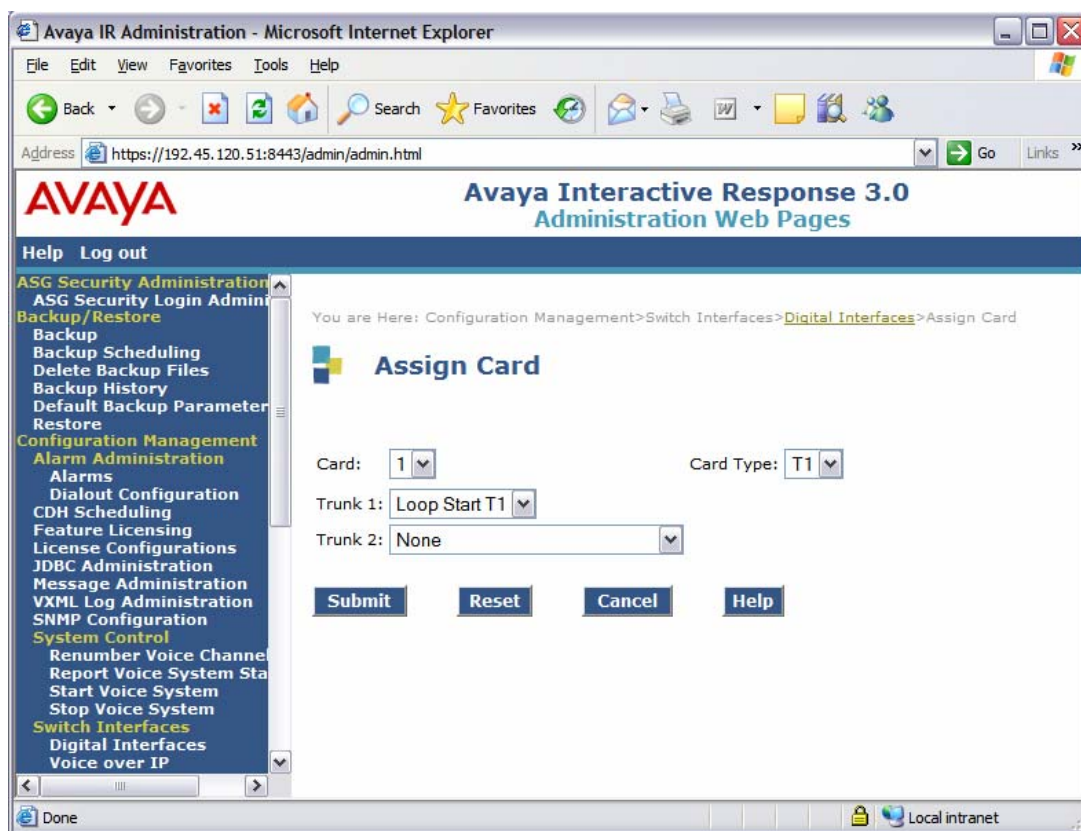 Avaya IR Administration - Microsoft Internet Explorer
File Edit View Favorites Tools Help
Back Search Favorites
Address https://192.45.120.51:8443/admin/admin.html Go Links »
AVAYA
Avaya Interactive Response 3.0
Administration Web Pages
Help Log out
ASG Security Administration
ASG Security Login Admini
Backup/Restore
Backup
Backup Scheduling
Delete Backup Files
Backup History
Default Backup Parameter
Restore
Configuration Management
Alarm Administration
Alarms
Dialout Configuration
CDH Scheduling
Feature Licensing
License Configurations
JDBC Administration
Message Administration
VXML Log Administration
SNMP Configuration
System Control
Renumber Voice Channel
Report Voice System Sta
Start Voice System
Stop Voice System
Switch Interfaces
Digital Interfaces
Voice over IP
You are Here: Configuration Management>Switch Interfaces>Digital Interfaces>Assign Card
Assign Card
Card: 1 Card Type: T1
Trunk 1: Loop Start T1
Trunk 2: None
Submit Reset Cancel Help
Done Local intranet